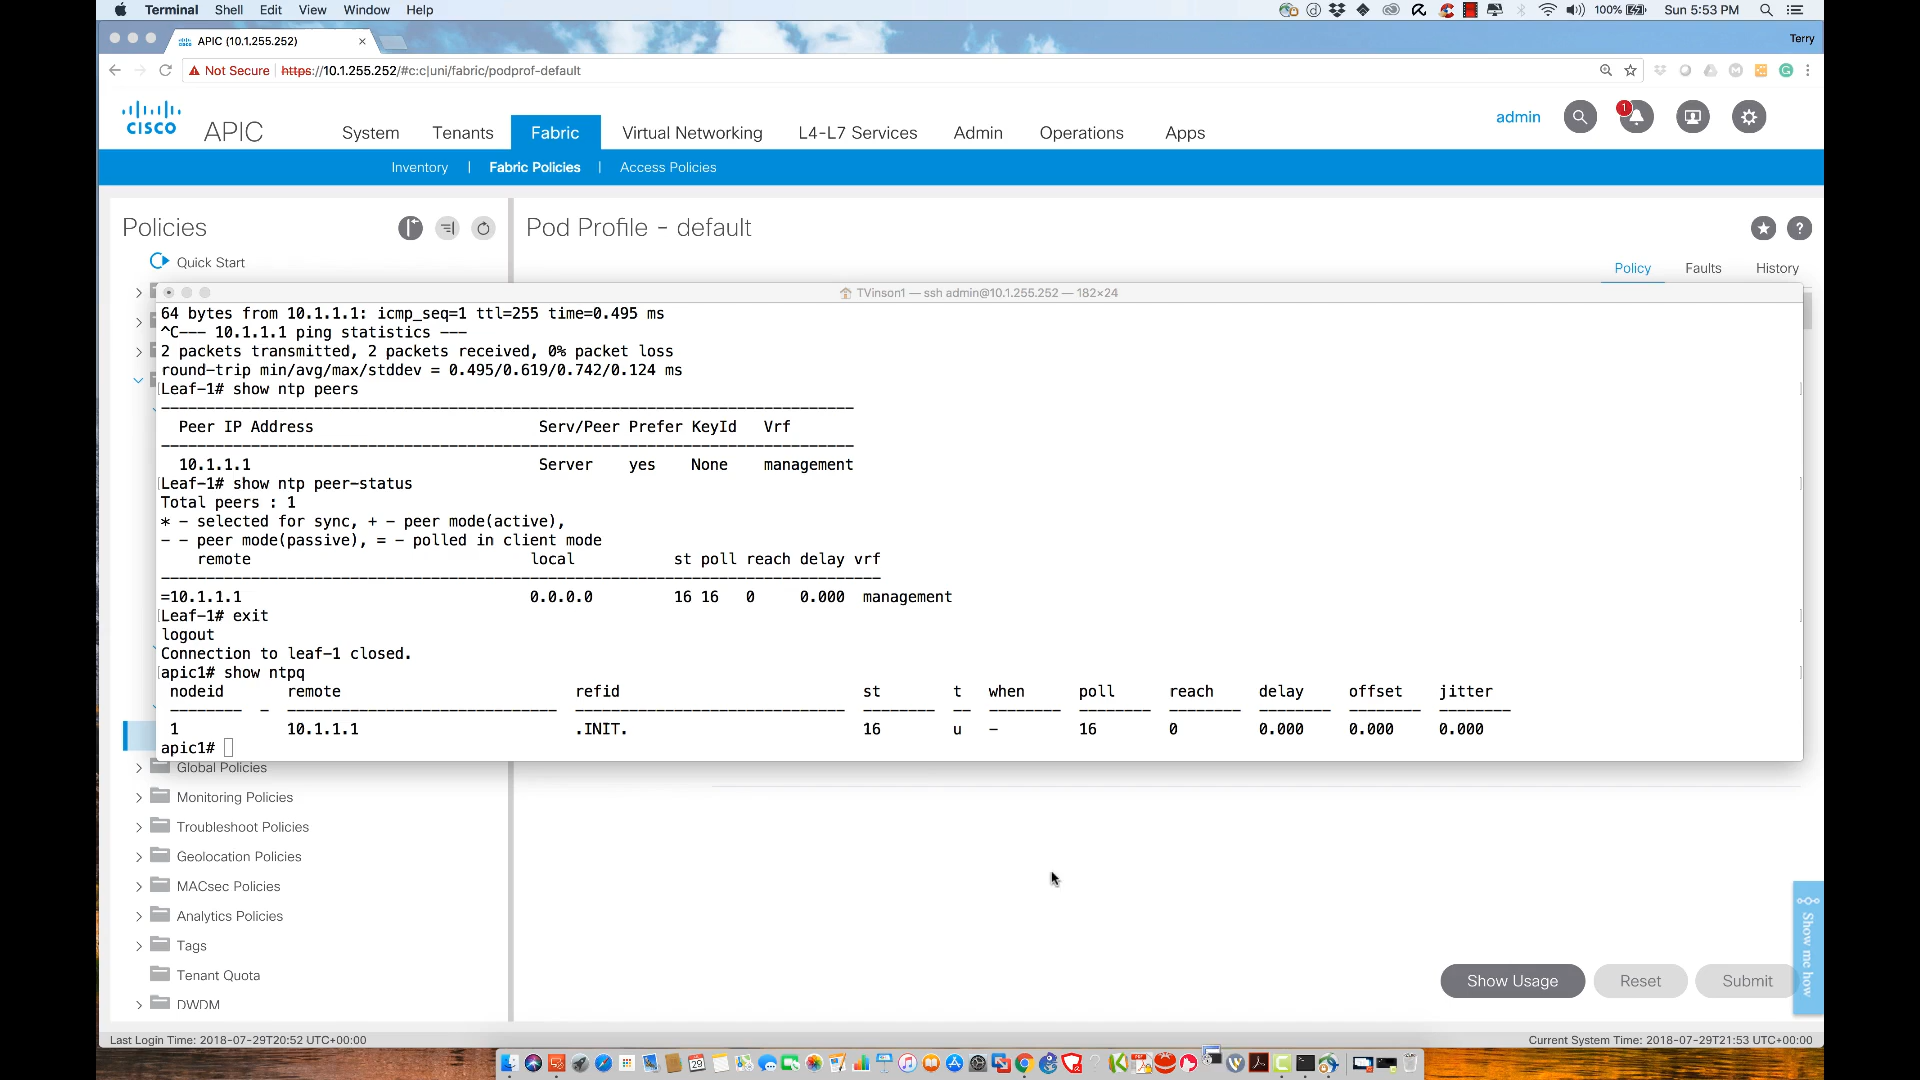 Terminal Shell Edit View Window Help 100% Sun 5:53 PM
APIC (10.1.255.252) Terry
Not Secure https://10.1.255.252/#c:c|uni/fabric/podprof-default
CISCO APIC System Tenants Fabric Virtual Networking L4-L7 Services Admin Operations Apps admin 1
Inventory | Fabric Policies | Access Policies
Policies
Pod Profile - default
Quick Start
Policy Faults History
TVinson1 — ssh admin@10.1.255.252 — 182×24
64 bytes from 10.1.1.1: icmp_seq=1 ttl=255 time=0.495 ms
^C--- 10.1.1.1 ping statistics ---
2 packets transmitted, 2 packets received, 0% packet loss
round-trip min/avg/max/stddev = 0.495/0.619/0.742/0.124 ms
Leaf-1# show ntp peers
Peer IP Address Serv/Peer Prefer KeyId Vrf
10.1.1.1 Server yes None management
Leaf-1# show ntp peer-status
Total peers : 1
* - selected for sync, + - peer mode(active),
- - peer mode(passive), = - polled in client mode
remote local st poll reach delay vrf
=10.1.1.1 0.0.0.0 16 16 0 0.000 management
Leaf-1# exit
logout
Connection to leaf-1 closed.
apic1# show ntpq
nodeid remote refid st t when poll reach delay offset jitter
1 10.1.1.1 .INIT. 16 u - 16 0 0.000 0.000 0.000
apic1#
Global Policies
Monitoring Policies
Troubleshoot Policies
Geolocation Policies
MACsec Policies
Analytics Policies
Tags
Tenant Quota
DWDM
Show me how
Show Usage Reset Submit
Last Login Time: 2018-07-29T20:52 UTC+00:00
Current System Time: 2018-07-29T21:53 UTC+00:00